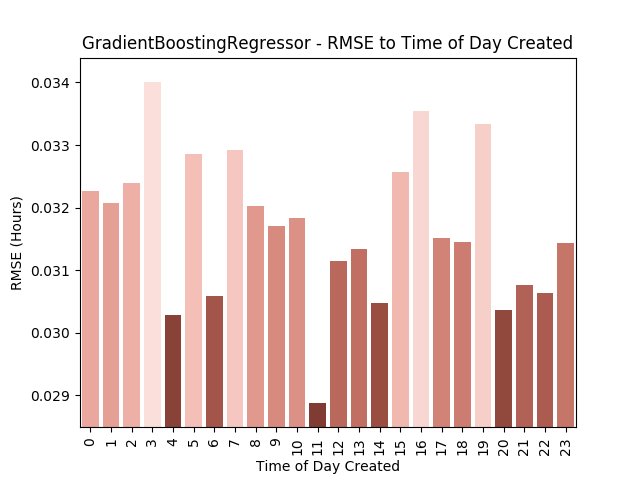 GradientBoostingRegressor - RMSE to Time of Day Created
0.034
0.033
0.032
0.031
0.030
0.029
RMSE (Hours)
0 1 2 3 4 5 6 7 8 9 10 11 12 13 14 15 16 17 18 19 20 21 22 23
Time of Day Created